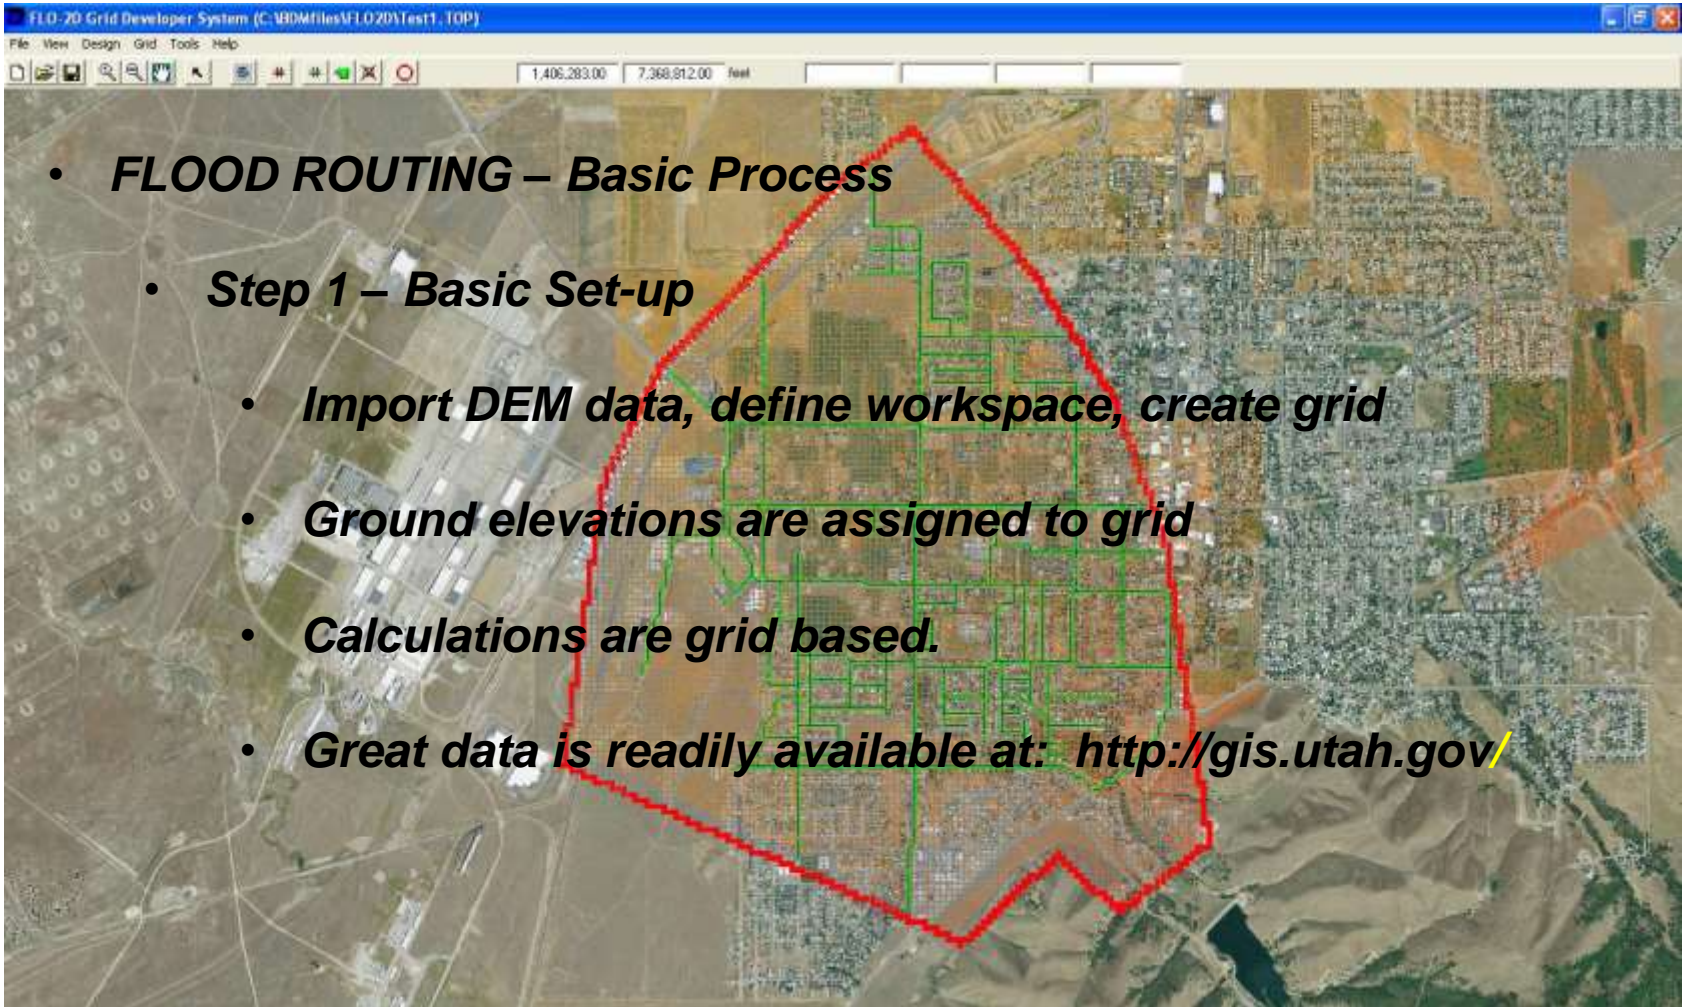 FLO-2D Grid Developer System (C:\BDMfiles\FLO2D\Test1.TOP)
File View Design Grid Tools Help
1,406,283.00 7,368,812.00 feet
• FLOOD ROUTING – Basic Process
• Step 1 – Basic Set-up
• Import DEM data, define workspace, create grid
• Ground elevations are assigned to grid
• Calculations are grid based.
• Great data is readily available at: http://gis.utah.gov/